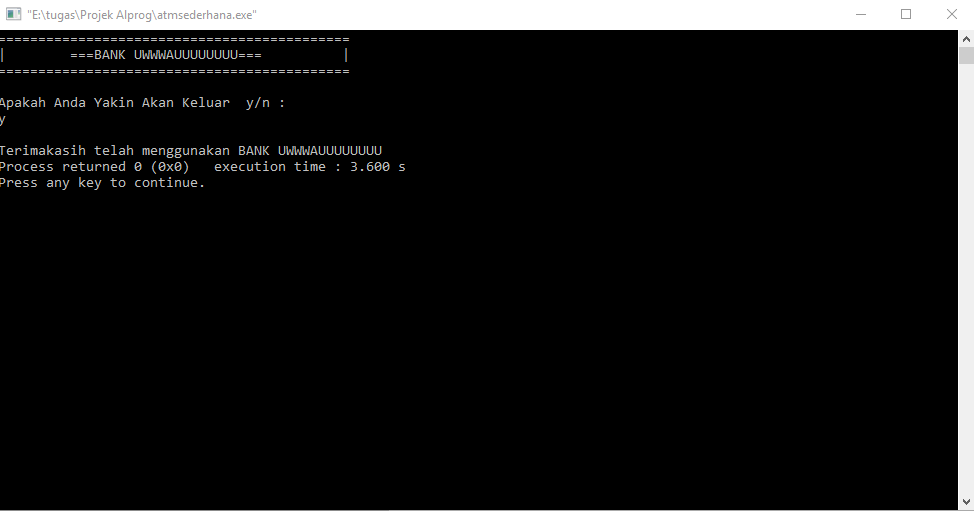 "E:\tugas\Projek Alprog\atmsederhana.exe"
============================================
|        ===BANK UWWWAUUUUUUUU===          |
============================================
Apakah Anda Yakin Akan Keluar  y/n :
y
Terimakasih telah menggunakan BANK UWWWAUUUUUUUU
Process returned 0 (0x0)   execution time : 3.600 s
Press any key to continue.